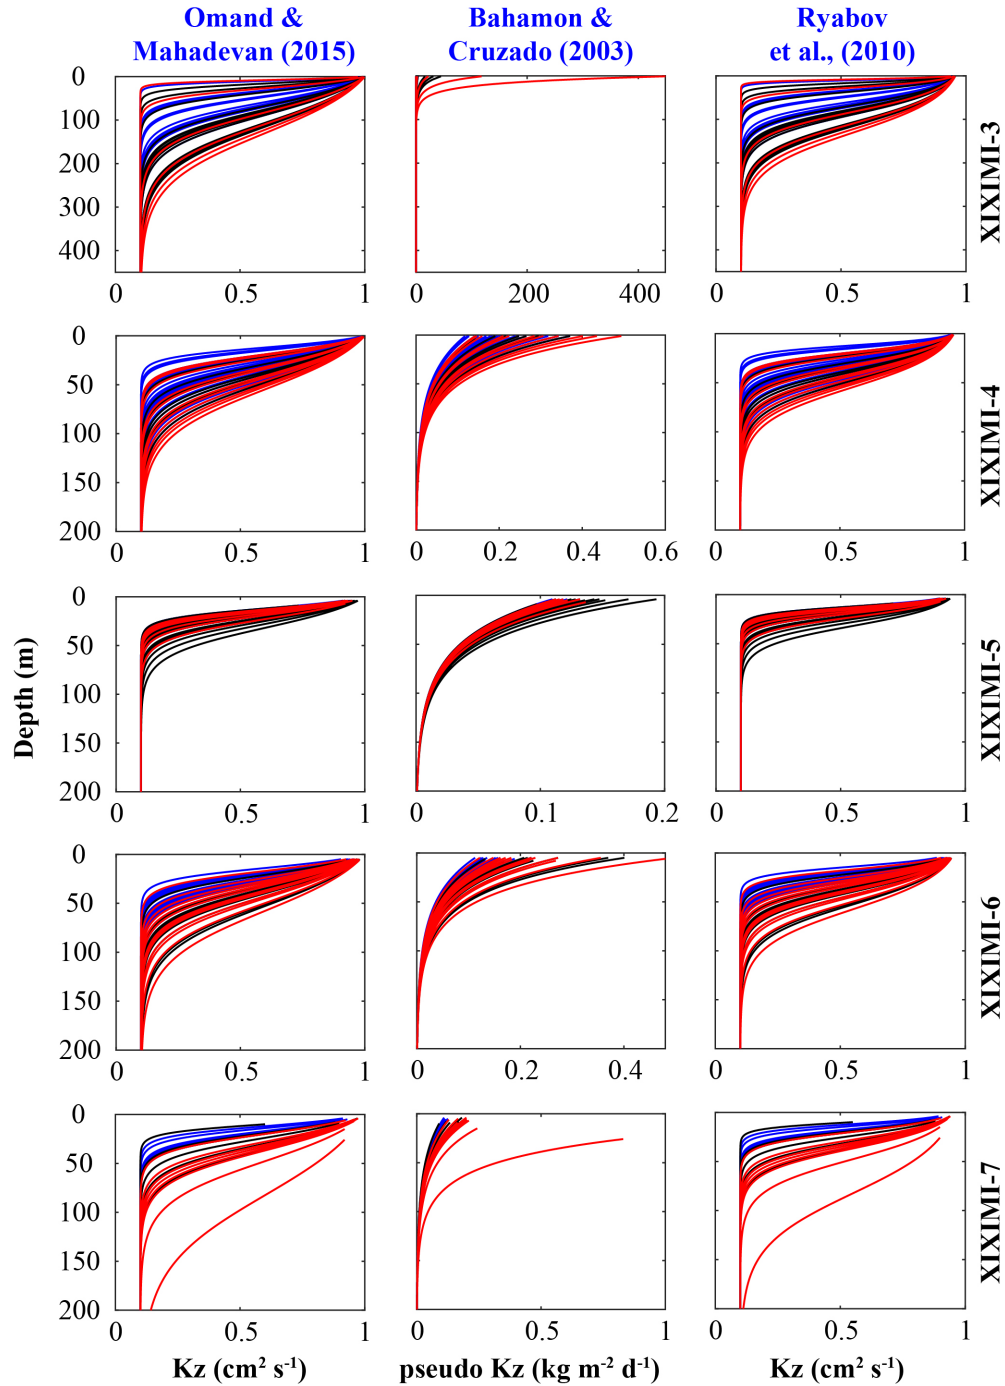 Omand &
Mahadevan (2015)
Bahamon &
Cruzado (2003)
Ryabov
et al., (2010)
0
100
200
300
400
0 0.5 1
0 200 400
0 0.5 1
XIXIMI-3
0
50
100
150
200
0 0.5 1
0 0.2 0.4 0.6
0 0.5 1
XIXIMI-4
Depth (m)
0
50
100
150
200
0 0.5 1
0 0.1 0.2
0 0.5 1
XIXIMI-5
0
50
100
150
200
0 0.5 1
0 0.2 0.4
0 0.5 1
XIXIMI-6
0
50
100
150
200
0 0.5 1
0 0.5 1
0 0.5 1
XIXIMI-7
Kz (cm² s⁻¹)
pseudo Kz (kg m⁻² d⁻¹)
Kz (cm² s⁻¹)